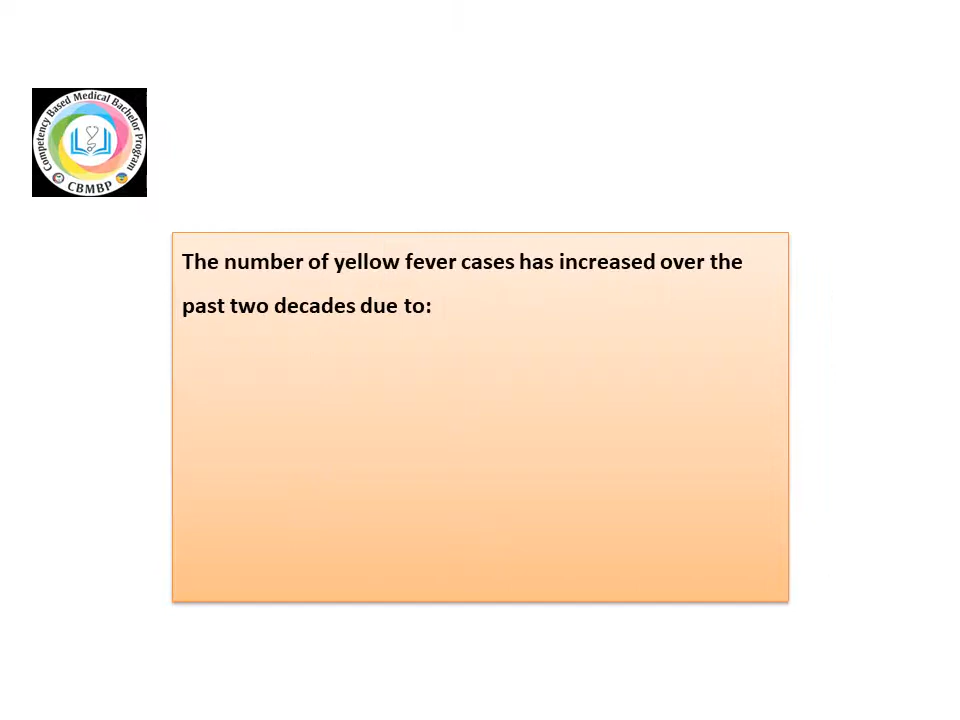 Competency Based Medical Bachelor Program
CBMBP
The number of yellow fever cases has increased over the
past two decades due to: